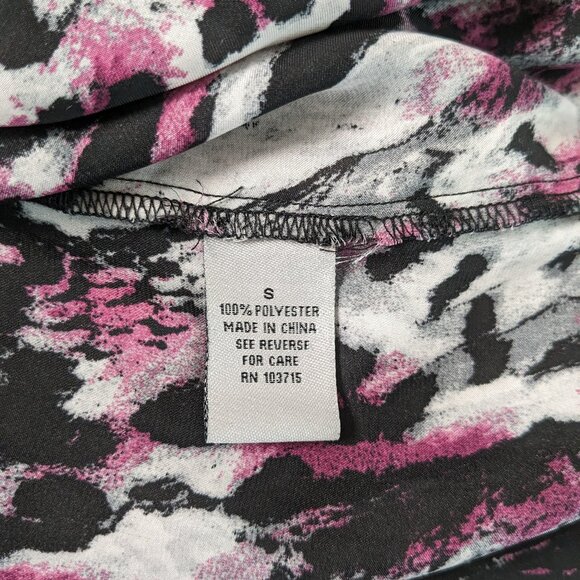 S
100% POLYESTER
MADE IN CHINA
SEE REVERSE
FOR CARE
RN 103715